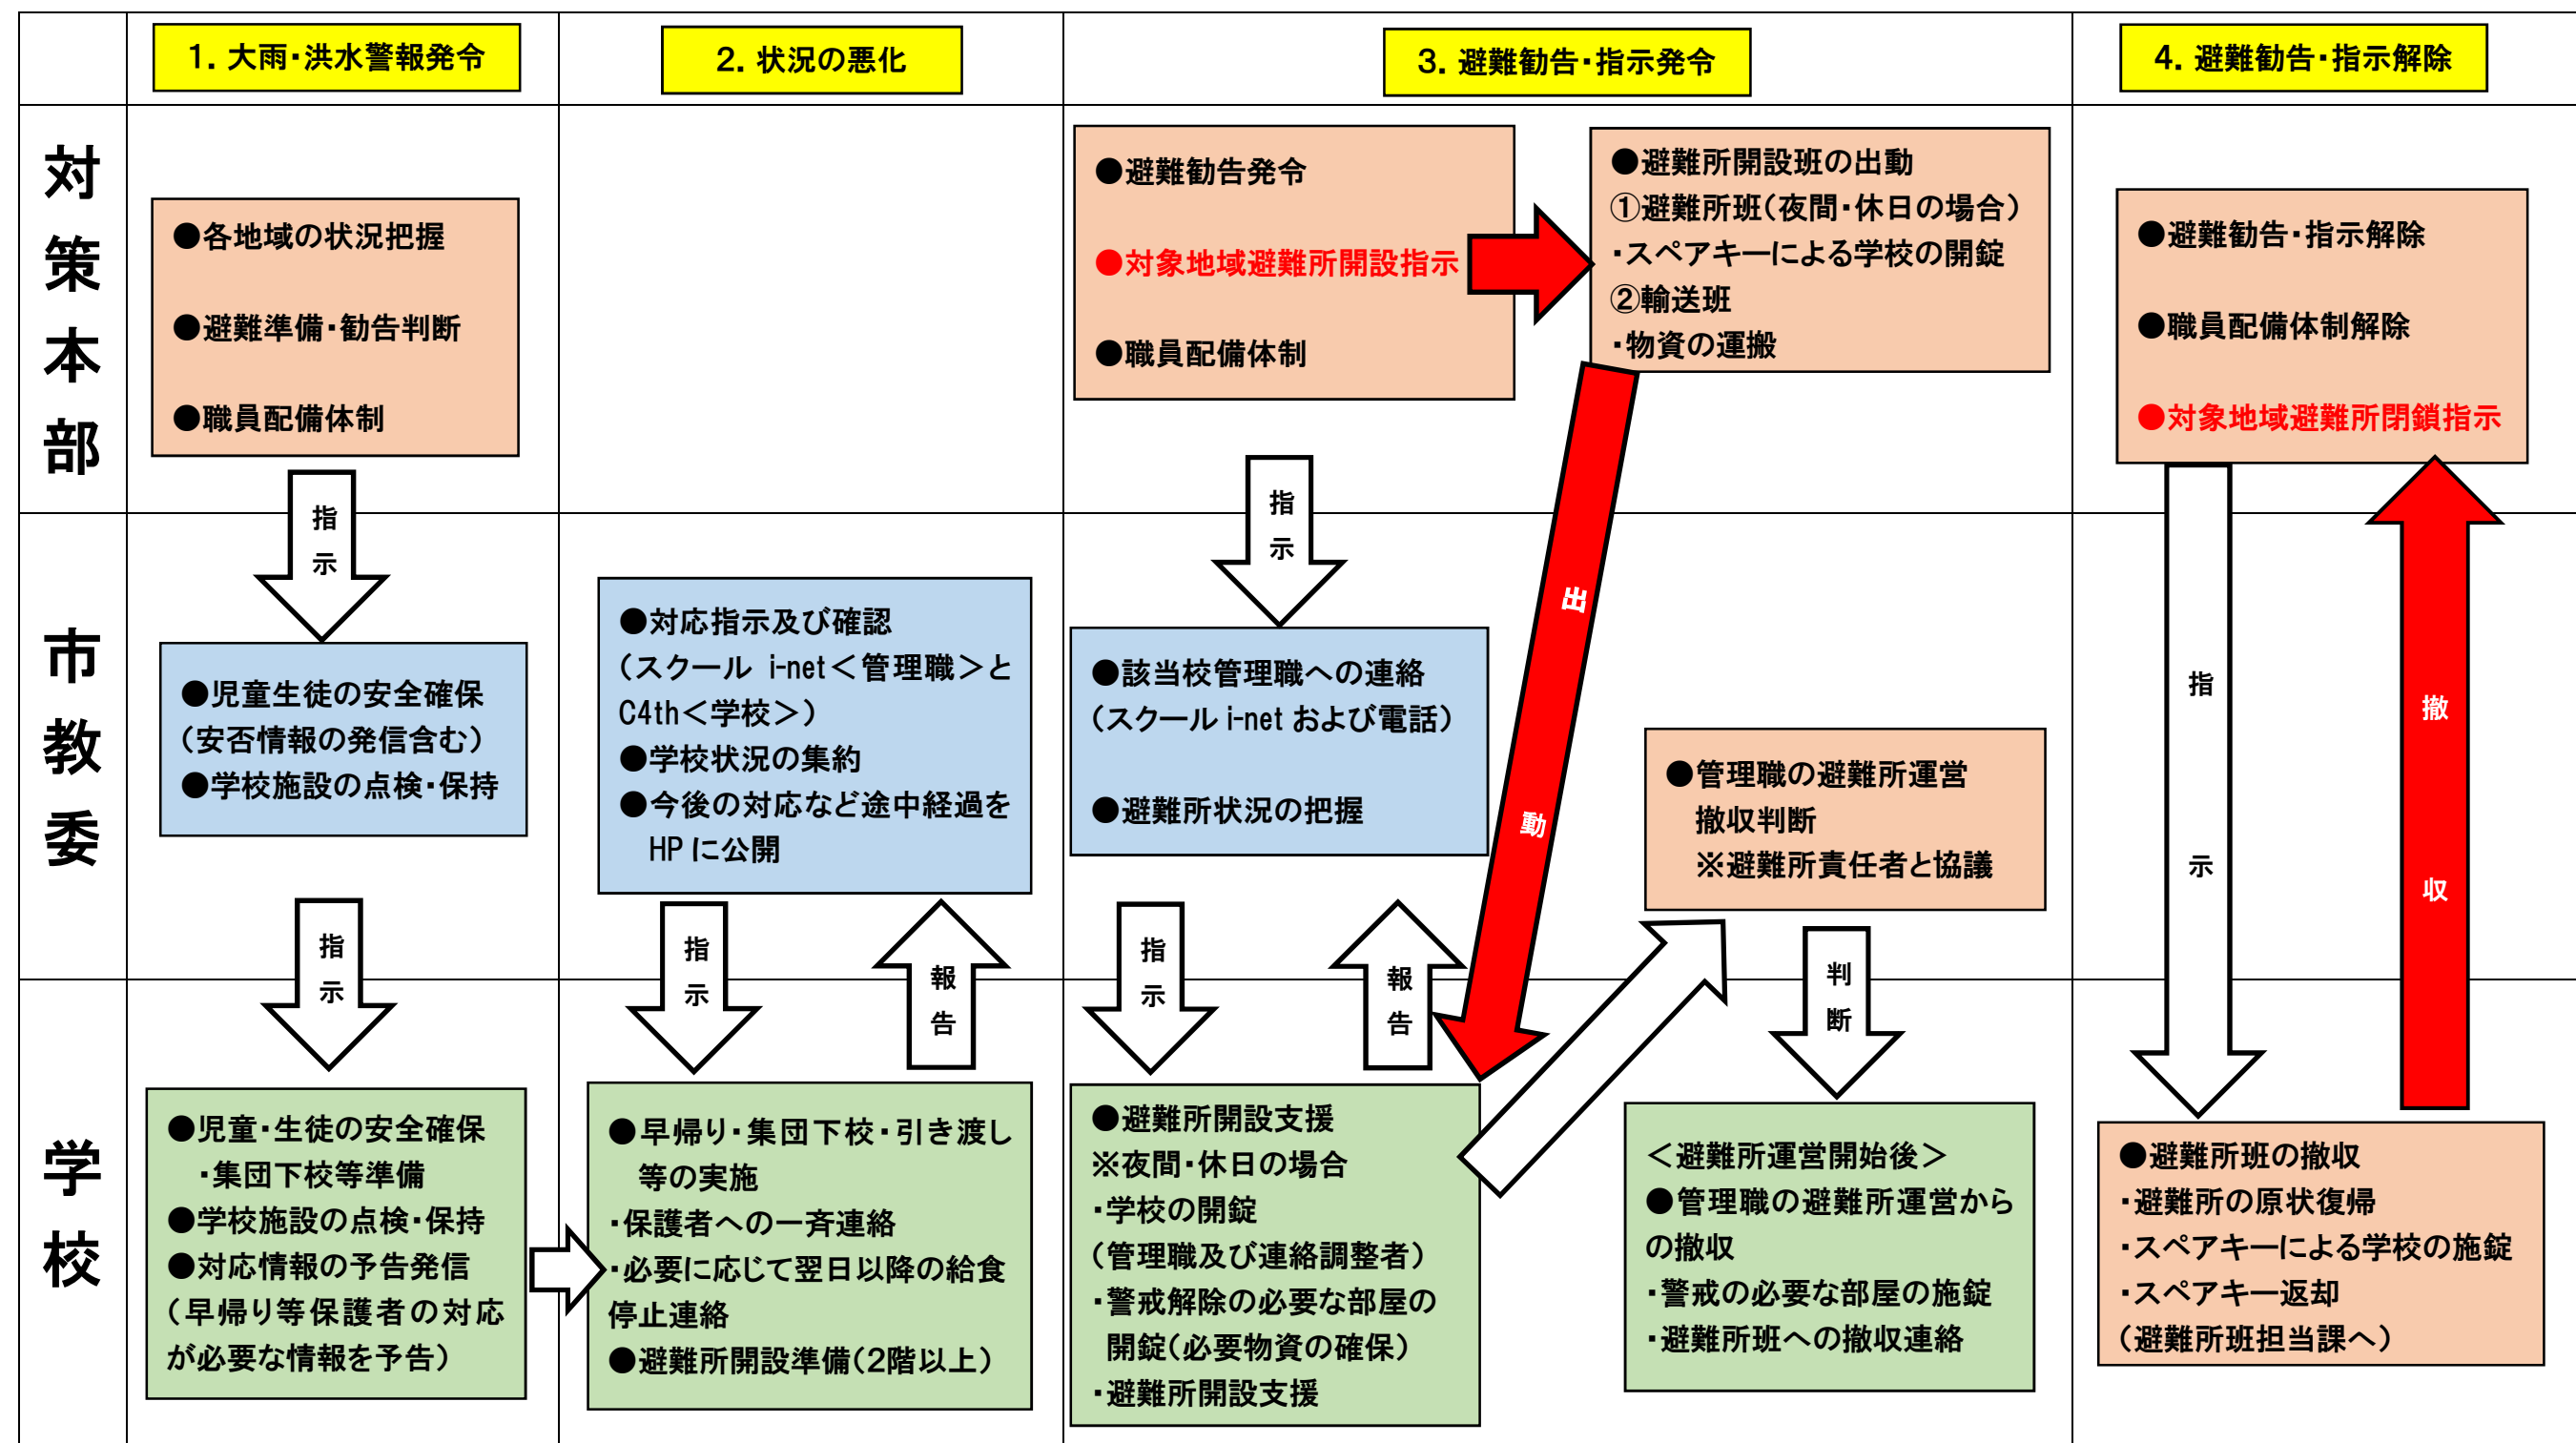 1. 大雨・洪水警報発令
2. 状況の悪化
3. 避難勧告・指示発令
4. 避難勧告・指示解除
対策本部
●各地域の状況把握
●避難準備・勧告判断
●職員配備体制
●避難勧告発令
●対象地域避難所開設指示
●職員配備体制
●避難所開設班の出動
①避難所班(夜間・休日の場合)
・スペアキーによる学校の開錠
②輸送班
・物資の運搬
●避難勧告・指示解除
●職員配備体制解除
●対象地域避難所閉鎖指示
指示
指示
出動
指示
撤収
市教委
●児童生徒の安全確保
(安否情報の発信含む)
●学校施設の点検・保持
●対応指示及び確認
(スクール i-net<管理職>と
C4th<学校>)
●学校状況の集約
●今後の対応など途中経過を
HPに公開
●該当校管理職への連絡
(スクール i-net および電話)
●避難所状況の把握
●管理職の避難所運営
撤収判断
※避難所責任者と協議
指示
指示
報告
指示
報告
判断
学校
●児童・生徒の安全確保
・集団下校等準備
●学校施設の点検・保持
●対応情報の予告発信
(早帰り等保護者の対応
が必要な情報を予告)
●早帰り・集団下校・引き渡し
等の実施
・保護者への一斉連絡
・必要に応じて翌日以降の給食
停止連絡
●避難所開設準備(2階以上)
●避難所開設支援
※夜間・休日の場合
・学校の開錠
(管理職及び連絡調整者)
・警戒解除の必要な部屋の
開錠(必要物資の確保)
・避難所開設支援
<避難所運営開始後>
●管理職の避難所運営から
の撤収
・警戒の必要な部屋の施錠
・避難所班への撤収連絡
●避難所班の撤収
・避難所の原状復帰
・スペアキーによる学校の施錠
・スペアキー返却
(避難所班担当課へ)